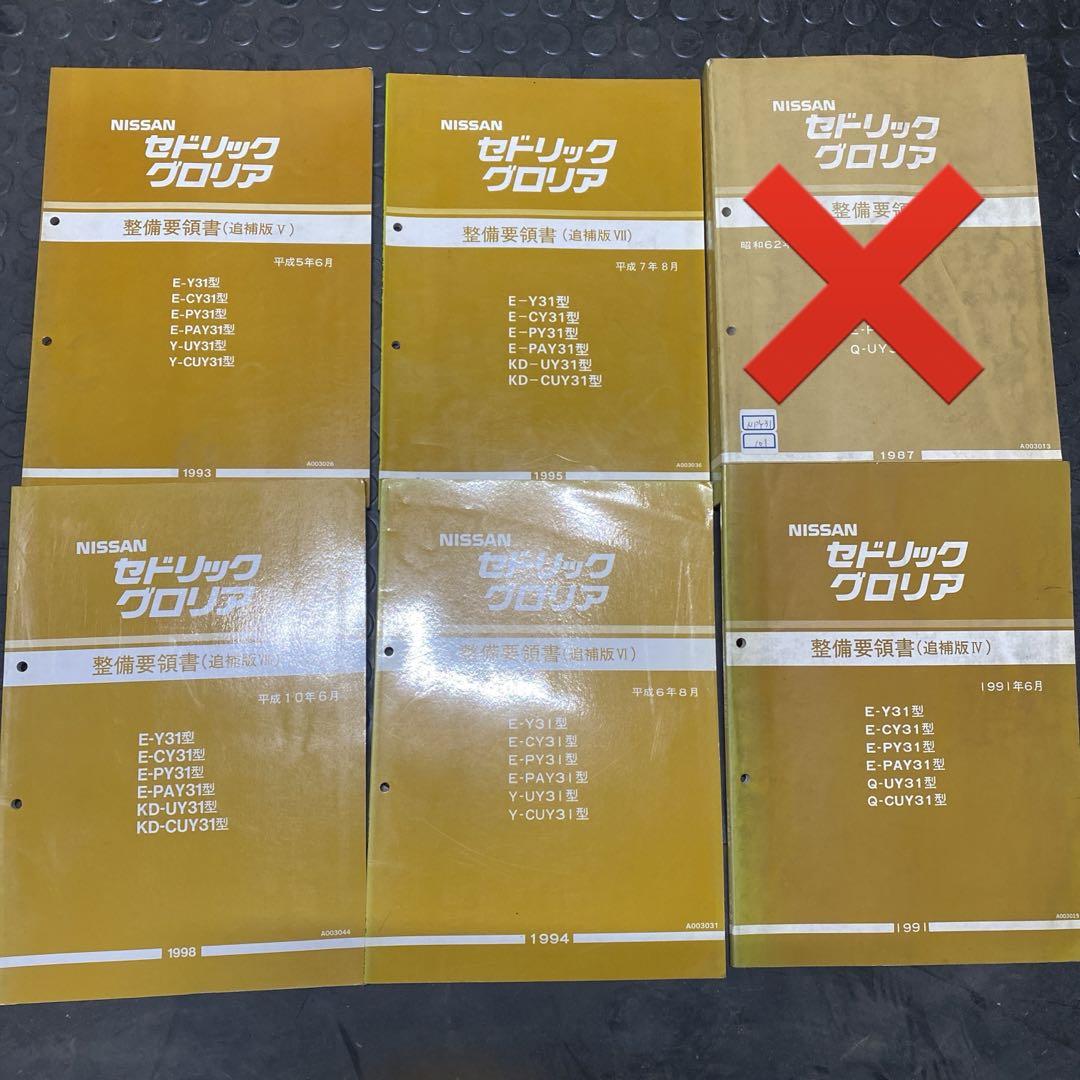 NISSAN
セドリック
グロリア
整備要領書(追補版V)
平成5年6月
E-Y31型
E-CY31型
E-PY31型
E-PAY31型
Y-UY31型
Y-CUY31型
A003026
1993
NISSAN
セドリック
グロリア
整備要領書(追補版VII)
平成7年8月
E-Y31型
E-CY31型
E-PY31型
E-PAY31型
KD-UY31型
KD-CUY31型
A003036
1995
NISSAN
セドリック
グロリア
整備要領
昭和62年
Q-UY3
A003013
1987
NISSAN
セドリック
グロリア
整備要領書(追補版VIII)
平成10年6月
E-Y31型
E-CY31型
E-PY31型
E-PAY31型
KD-UY31型
KD-CUY31型
A003044
1998
NISSAN
セドリック
グロリア
整備要領書(追補版VI)
平成6年8月
E-Y31型
E-CY31型
E-PY31型
E-PAY31型
Y-UY31型
Y-CUY31型
A003031
1994
NISSAN
セドリック
グロリア
整備要領書(追補版IV)
1991年6月
E-Y31型
E-CY31型
E-PY31型
E-PAY31型
Q-UY31型
Q-CUY31型
A003015
1991